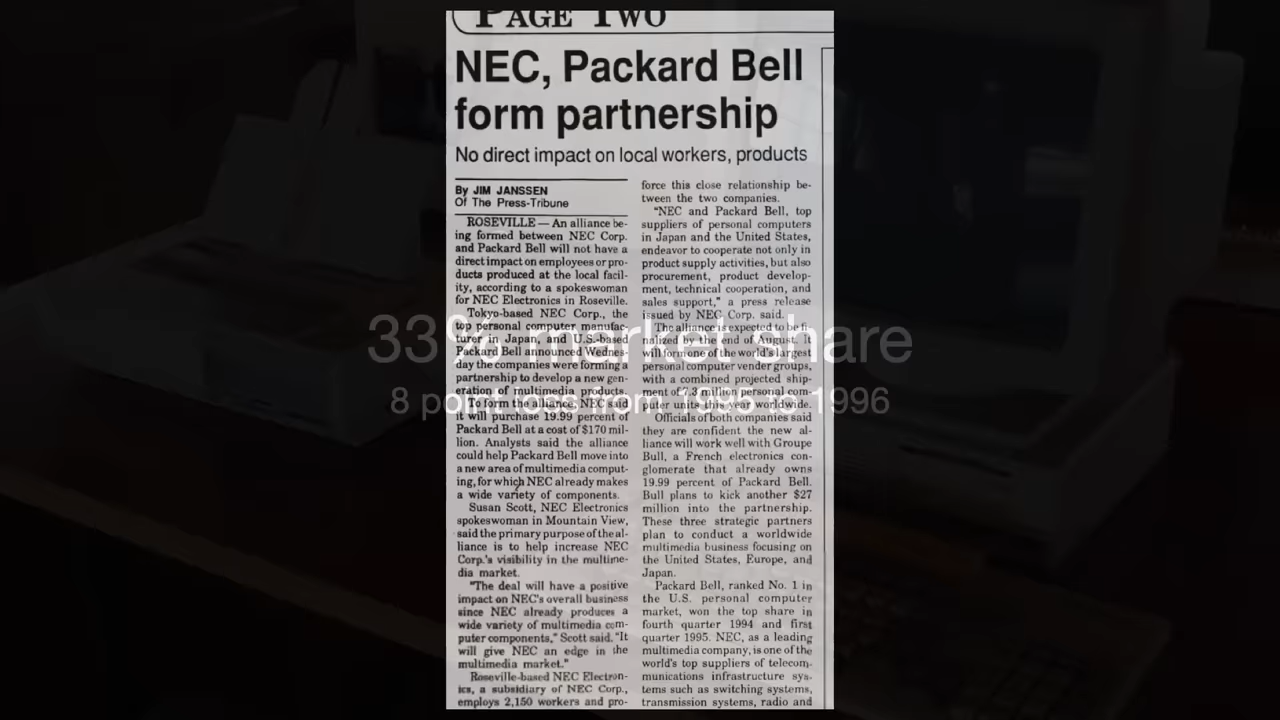 PAGE TWO
NEC, Packard Bell
form partnership
No direct impact on local workers, products
By JIM JANSSEN
Of The Press-Tribune
ROSEVILLE — An alliance be-
ing formed between NEC Corp.
and Packard Bell will not have a
direct impact on employees or pro-
ducts produced at the local facil-
ity, according to a spokeswoman
for NEC Electronics in Roseville.
Tokyo-based NEC Corp., the
top personal computer manufac-
turer in Japan, and U.S.-based
Packard Bell announced Wednes-
day the companies were forming a
partnership to develop a new gen-
eration of multimedia products.
To form the alliance, NEC said
it will purchase 19.99 percent of
Packard Bell at a cost of $170 mil-
lion. Analysts said the alliance
could help Packard Bell move into
a new area of multimedia comput-
ing, for which NEC already makes
a wide variety of components.
Susan Scott, NEC Electronics
spokeswoman in Mountain View,
said the primary purpose of the al-
liance is to help increase NEC
Corp.'s visibility in the multime-
dia market.
"The deal will have a positive
impact on NEC's overall business
since NEC already produces a
wide variety of multimedia com-
puter components," Scott said. "It
will give NEC an edge in the
multimedia market."
Roseville-based NEC Electron-
ics, a subsidiary of NEC Corp.,
employs 2,150 workers and pro-
force this close relationship be-
tween the two companies.
"NEC and Packard Bell, top
suppliers of personal computers
in Japan and the United States,
endeavor to cooperate not only in
product supply activities, but also
procurement, product develop-
ment, technical cooperation, and
sales support," a press release
issued by NEC Corp. said.
The alliance is expected to be fi-
nalized by the end of August. It
will form one of the world's largest
personal computer vender groups,
with a combined projected ship-
ment of 7.3 million personal com-
puter units this year worldwide.
Officials of both companies said
they are confident the new al-
liance will work well with Groupe
Bull, a French electronics con-
glomerate that already owns
19.99 percent of Packard Bell.
Bull plans to kick another $27
million into the partnership.
These three strategic partners
plan to conduct a worldwide
multimedia business focusing on
the United States, Europe, and
Japan.
Packard Bell, ranked No. 1 in
the U.S. personal computer
market, won the top share in
fourth quarter 1994 and first
quarter 1995. NEC, as a leading
multimedia company, is one of the
world's top suppliers of telecom-
munications infrastructure sys-
tems such as switching systems,
transmission systems, radio and
33% market share
8 point loss from 1995 to 1996